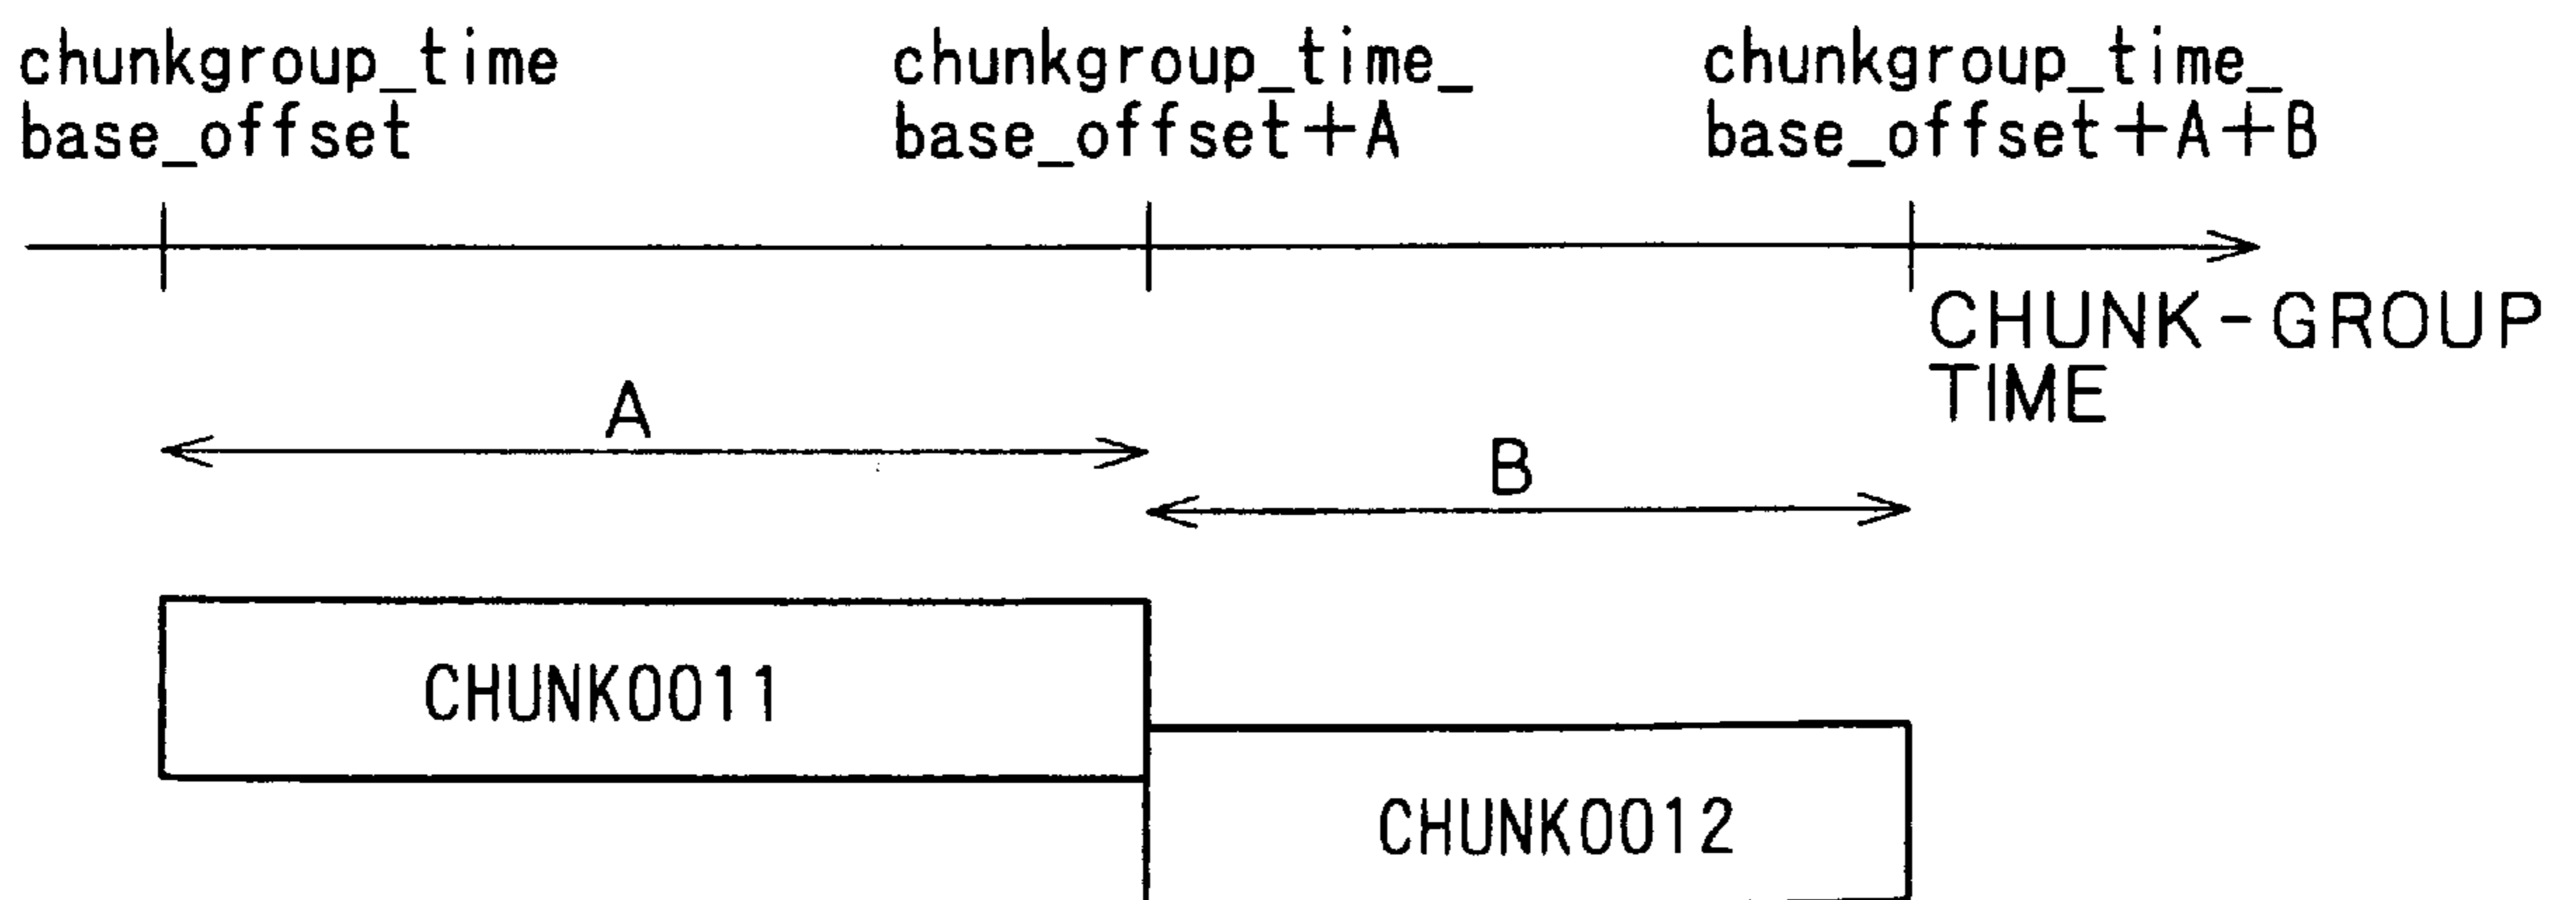 chunkgroup_time
base_offset
chunkgroup_time_
base_offset+A
chunkgroup_time_
base_offset+A+B
CHUNK-GROUP
TIME
A
B
CHUNK0011
CHUNK0012